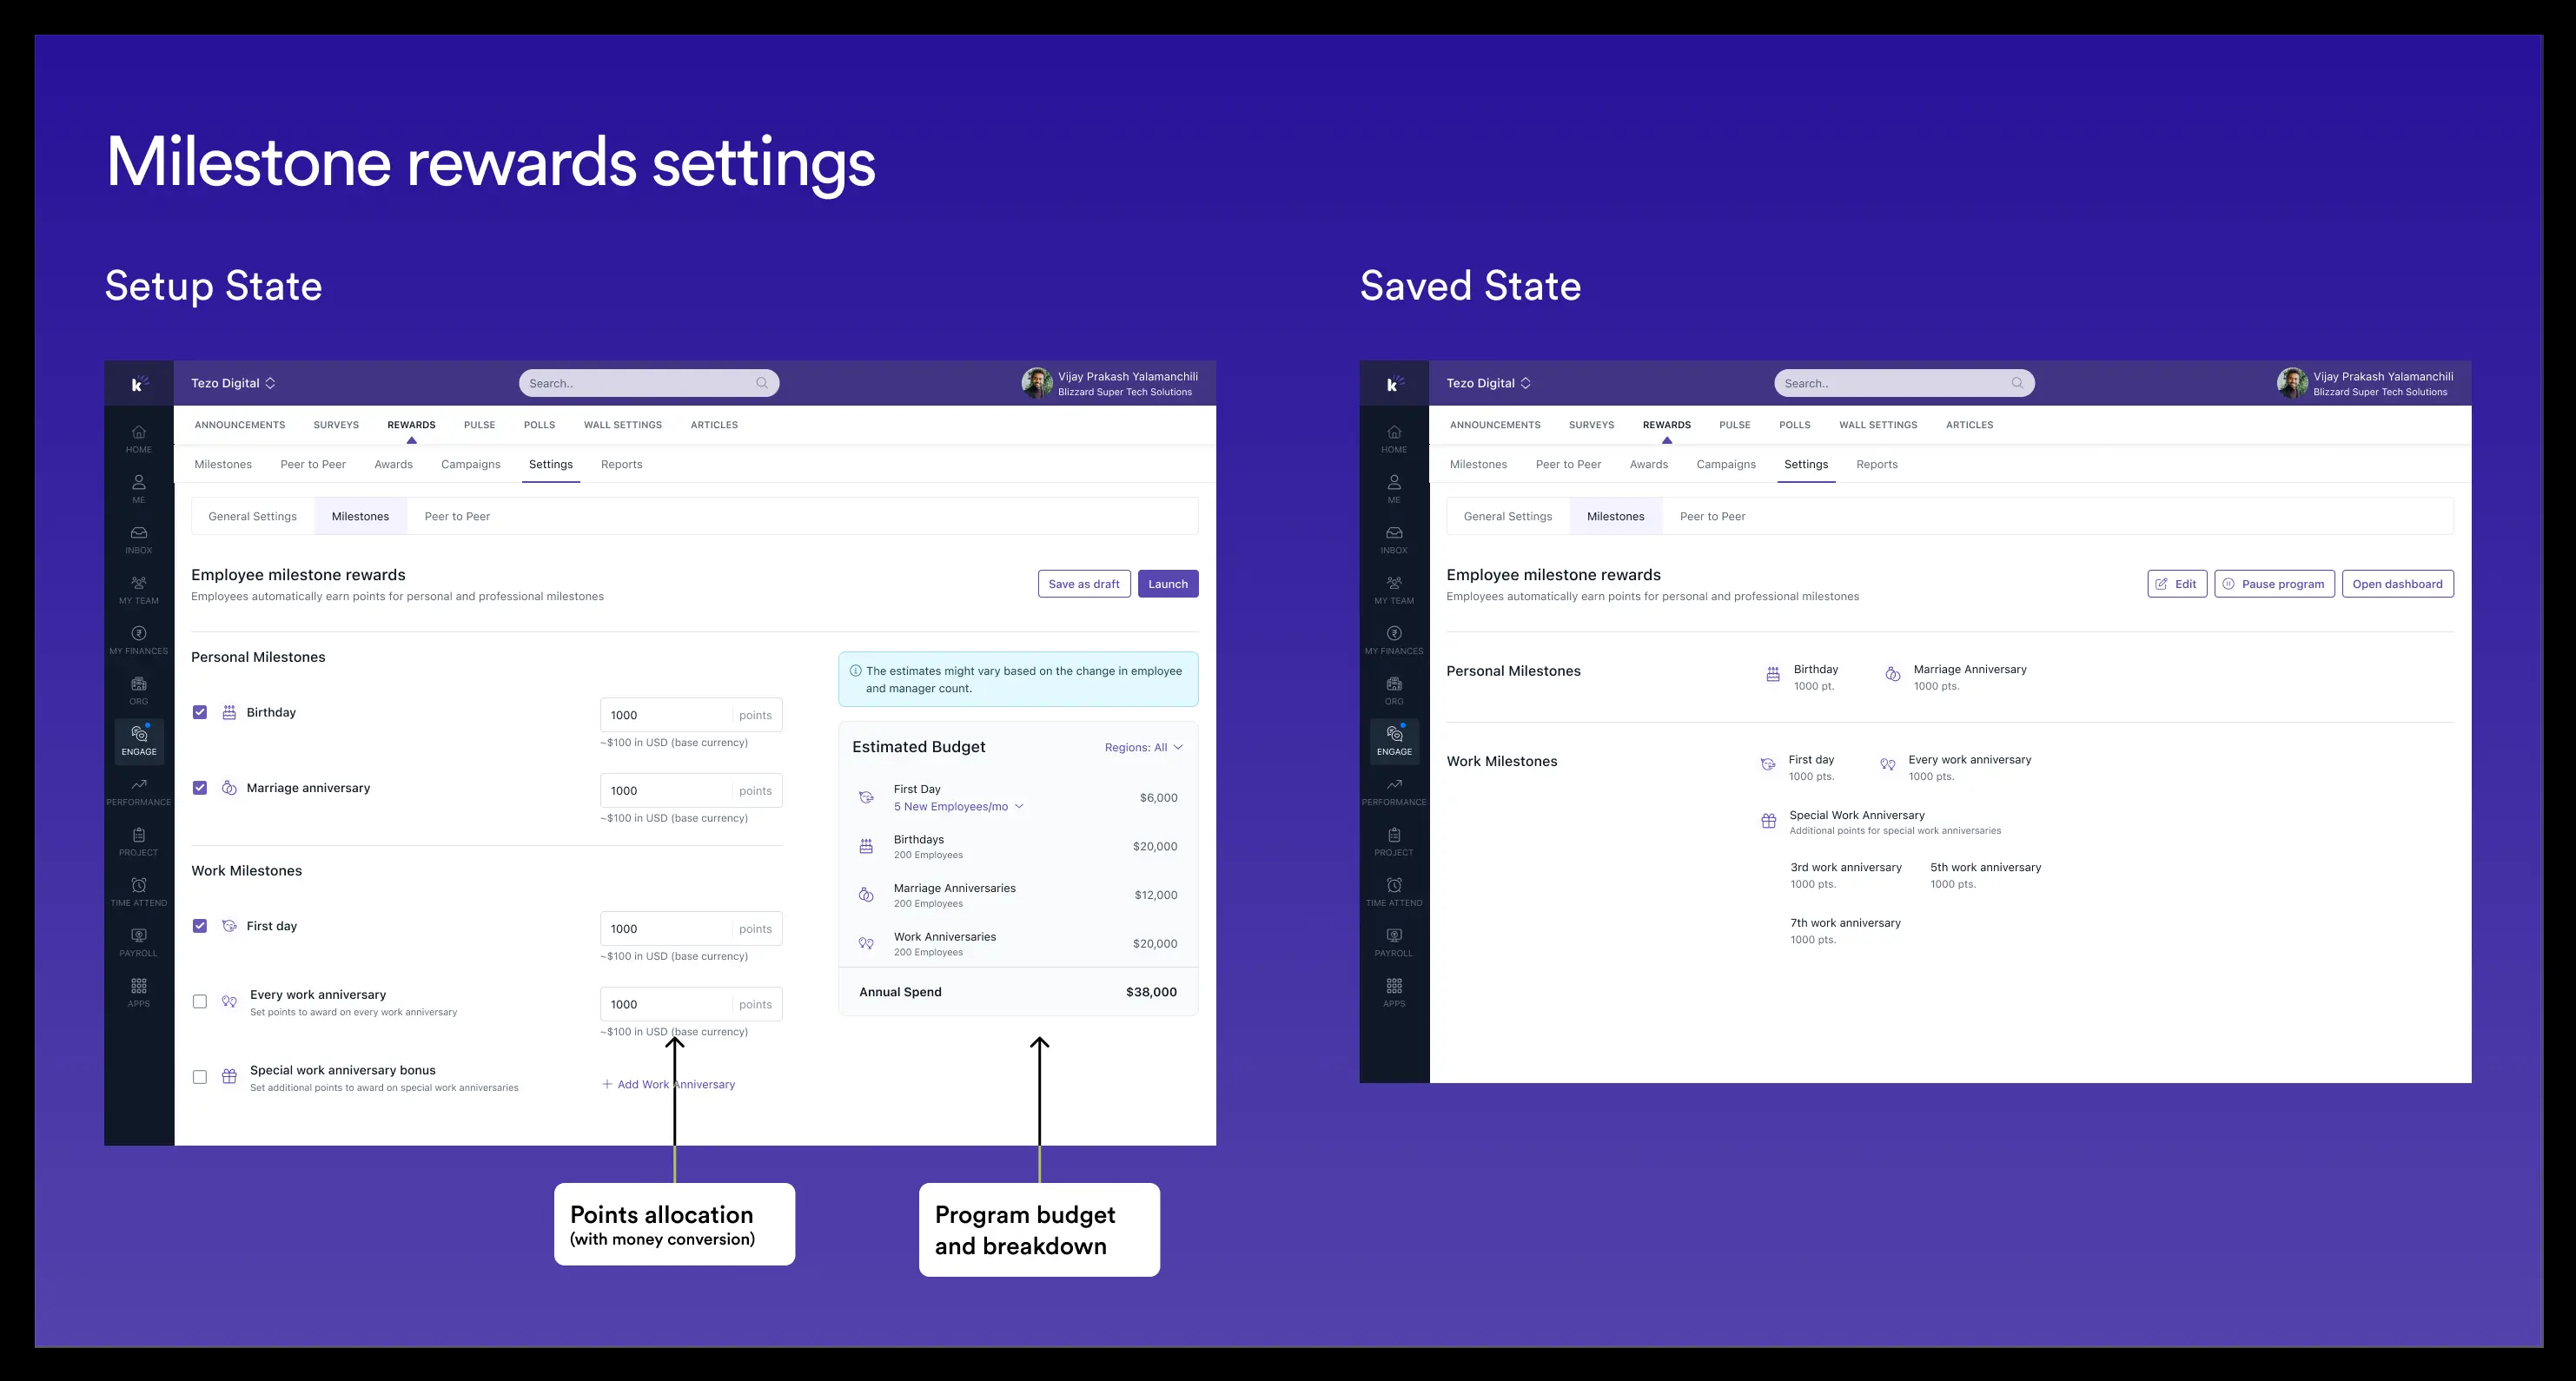 Milestone rewards settings
Setup State
k
Tezo Digital
Search..
Vijay Prakash Yalamanchili
Blizzard Super Tech Solutions
HOME
ME
INBOX
MY TEAM
MY FINANCES
ORG
ENGAGE
PERFORMANCE
PROJECT
TIME ATTEND
PAYROLL
APPS
ANNOUNCEMENTS SURVEYS REWARDS PULSE POLLS WALL SETTINGS ARTICLES
Milestones Peer to Peer Awards Campaigns Settings Reports
General Settings Milestones Peer to Peer
Employee milestone rewards
Employees automatically earn points for personal and professional milestones
Save as draft Launch
Personal Milestones
Birthday
1000 points
~$100 in USD (base currency)
Marriage anniversary
1000 points
~$100 in USD (base currency)
Work Milestones
First day
1000 points
~$100 in USD (base currency)
Every work anniversary
Set points to award on every work anniversary
1000 points
~$100 in USD (base currency)
Special work anniversary bonus
Set additional points to award on special work anniversaries
+ Add Work Anniversary
The estimates might vary based on the change in employee
and manager count.
Estimated Budget Regions: All
First Day
5 New Employees/mo
$6,000
Birthdays
200 Employees
$20,000
Marriage Anniversaries
200 Employees
$12,000
Work Anniversaries
200 Employees
$20,000
Annual Spend $38,000
Points allocation
(with money conversion)
Program budget
and breakdown
Saved State
k
Tezo Digital
Search..
Vijay Prakash Yalamanchili
Blizzard Super Tech Solutions
HOME
ME
INBOX
MY TEAM
MY FINANCES
ORG
ENGAGE
PERFORMANCE
PROJECT
TIME ATTEND
PAYROLL
APPS
ANNOUNCEMENTS SURVEYS REWARDS PULSE POLLS WALL SETTINGS ARTICLES
Milestones Peer to Peer Awards Campaigns Settings Reports
General Settings Milestones Peer to Peer
Employee milestone rewards
Employees automatically earn points for personal and professional milestones
Edit Pause program Open dashboard
Personal Milestones
Birthday
1000 pt.
Marriage Anniversary
1000 pts.
Work Milestones
First day
1000 pts.
Every work anniversary
1000 pts.
Special Work Anniversary
Additional points for special work anniversaries
3rd work anniversary
1000 pts.
5th work anniversary
1000 pts.
7th work anniversary
1000 pts.